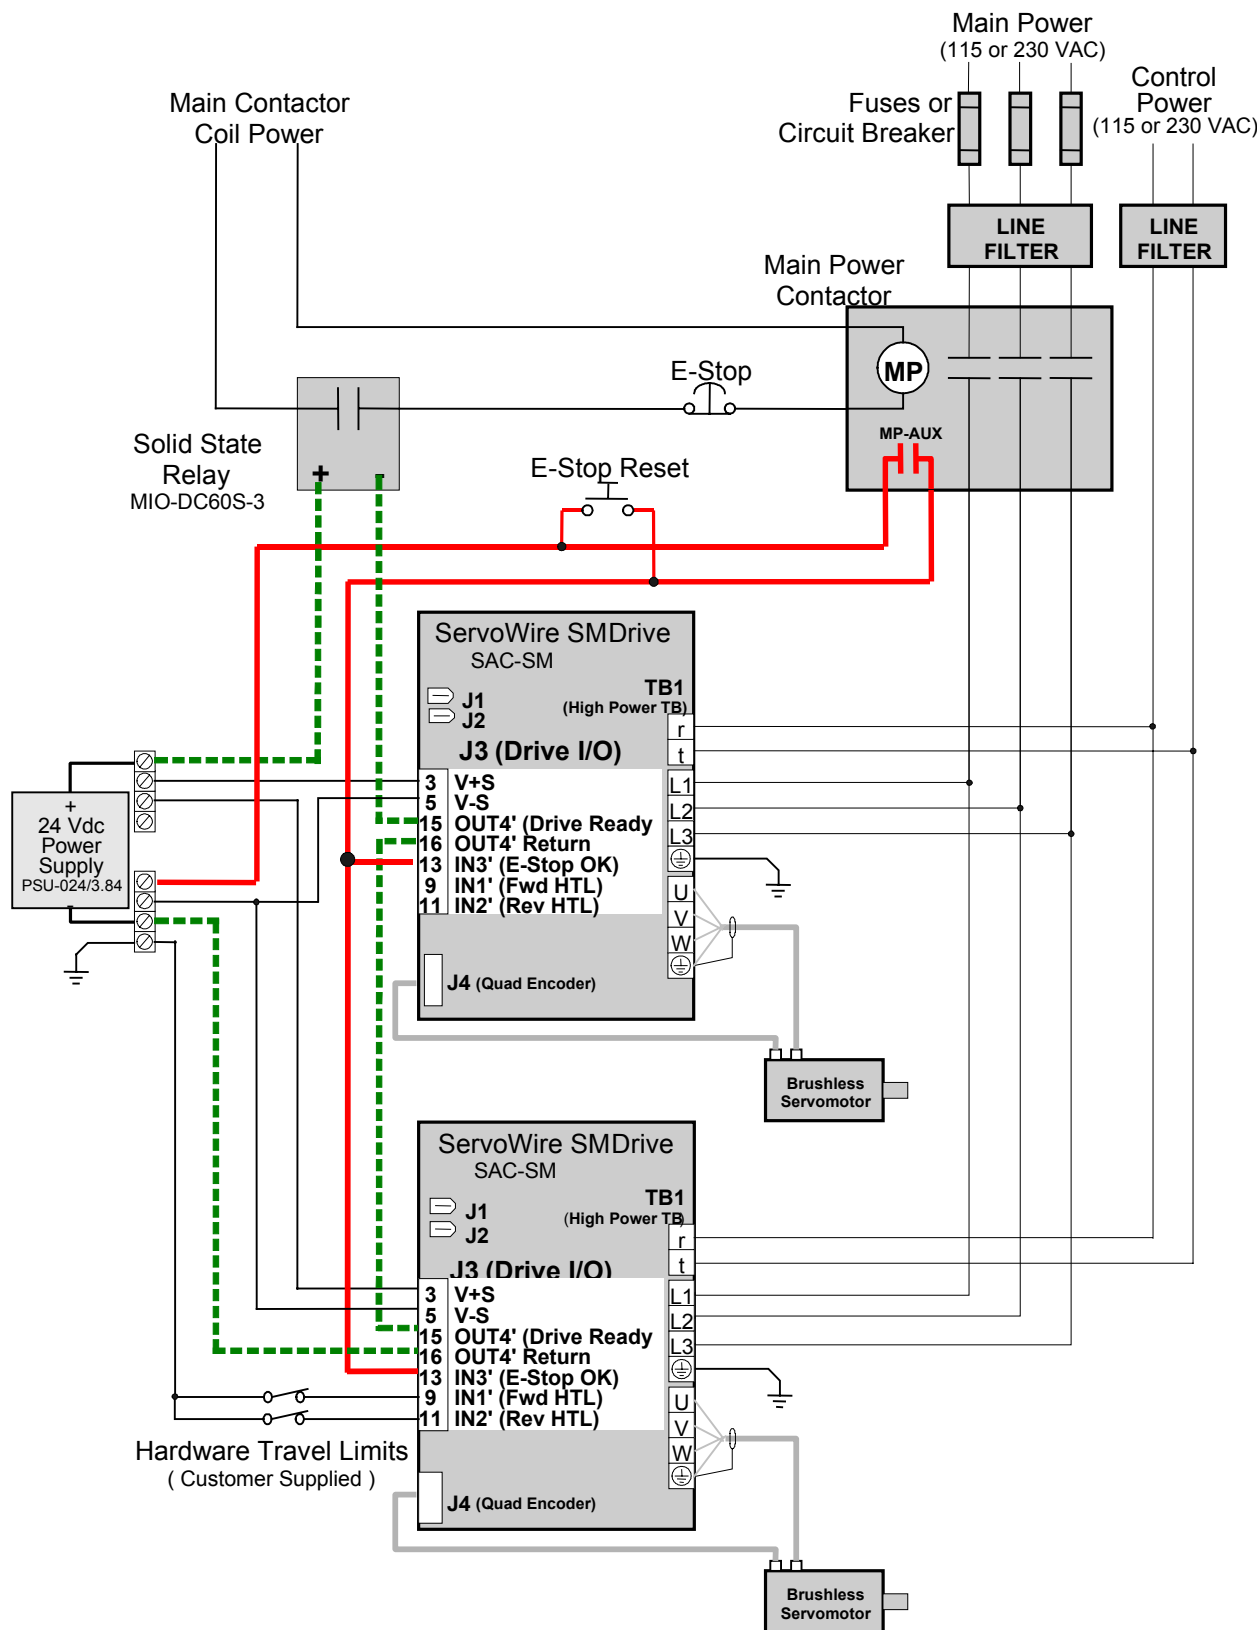 Main Power
(115 or 230 VAC)
Control
Power
(115 or 230 VAC)
Main Contactor
Coil Power
Fuses or
Circuit Breaker
LINE
FILTER
LINE
FILTER
Main Power
Contactor
MP
MP-AUX
E-Stop
Solid State
Relay
MIO-DC60S-3
+
-
E-Stop Reset
ServoWire SMDrive
SAC-SM
TB1
(High Power TB)
J1
J2
J3 (Drive I/O)
r
t
3 V+S
5 V-S
15 OUT4' (Drive Ready
16 OUT4' Return
13 IN3' (E-Stop OK)
9 IN1' (Fwd HTL)
11 IN2' (Rev HTL)
L1
L2
L3
U
V
W
J4 (Quad Encoder)
+
24 Vdc
Power
Supply
PSU-024/3.84
-
Brushless
Servomotor
ServoWire SMDrive
SAC-SM
TB1
(High Power TB)
J1
J2
J3 (Drive I/O)
r
t
3 V+S
5 V-S
15 OUT4' (Drive Ready
16 OUT4' Return
13 IN3' (E-Stop OK)
9 IN1' (Fwd HTL)
11 IN2' (Rev HTL)
L1
L2
L3
U
V
W
J4 (Quad Encoder)
Hardware Travel Limits
( Customer Supplied )
Brushless
Servomotor